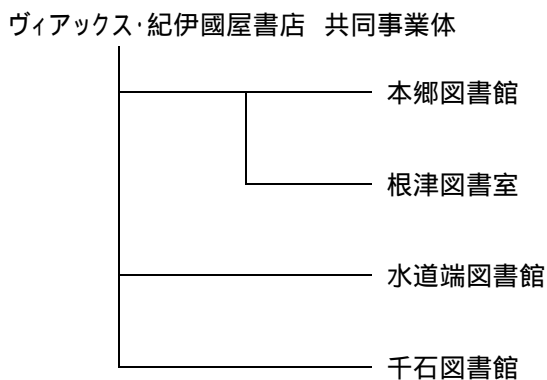 ヴィアックス・紀伊國屋書店 共同事業体
本郷図書館
根津図書室
水道端図書館
千石図書館